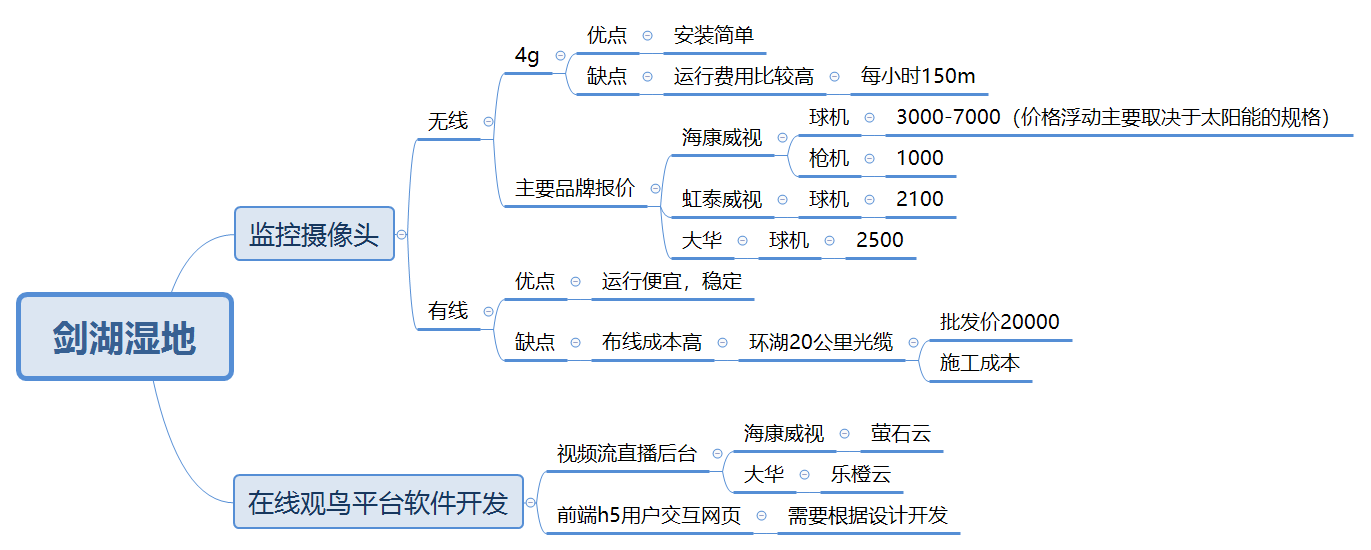 剑湖湿地
监控摄像头
无线
4g
优点
安装简单
缺点
运行费用比较高
每小时150m
主要品牌报价
海康威视
球机
3000-7000（价格浮动主要取决于太阳能的规格）
枪机
1000
虹泰威视
球机
2100
大华
球机
2500
有线
优点
运行便宜，稳定
缺点
布线成本高
环湖20公里光缆
批发价20000
施工成本
在线观鸟平台软件开发
视频流直播后台
海康威视
萤石云
大华
乐橙云
前端h5用户交互网页
需要根据设计开发